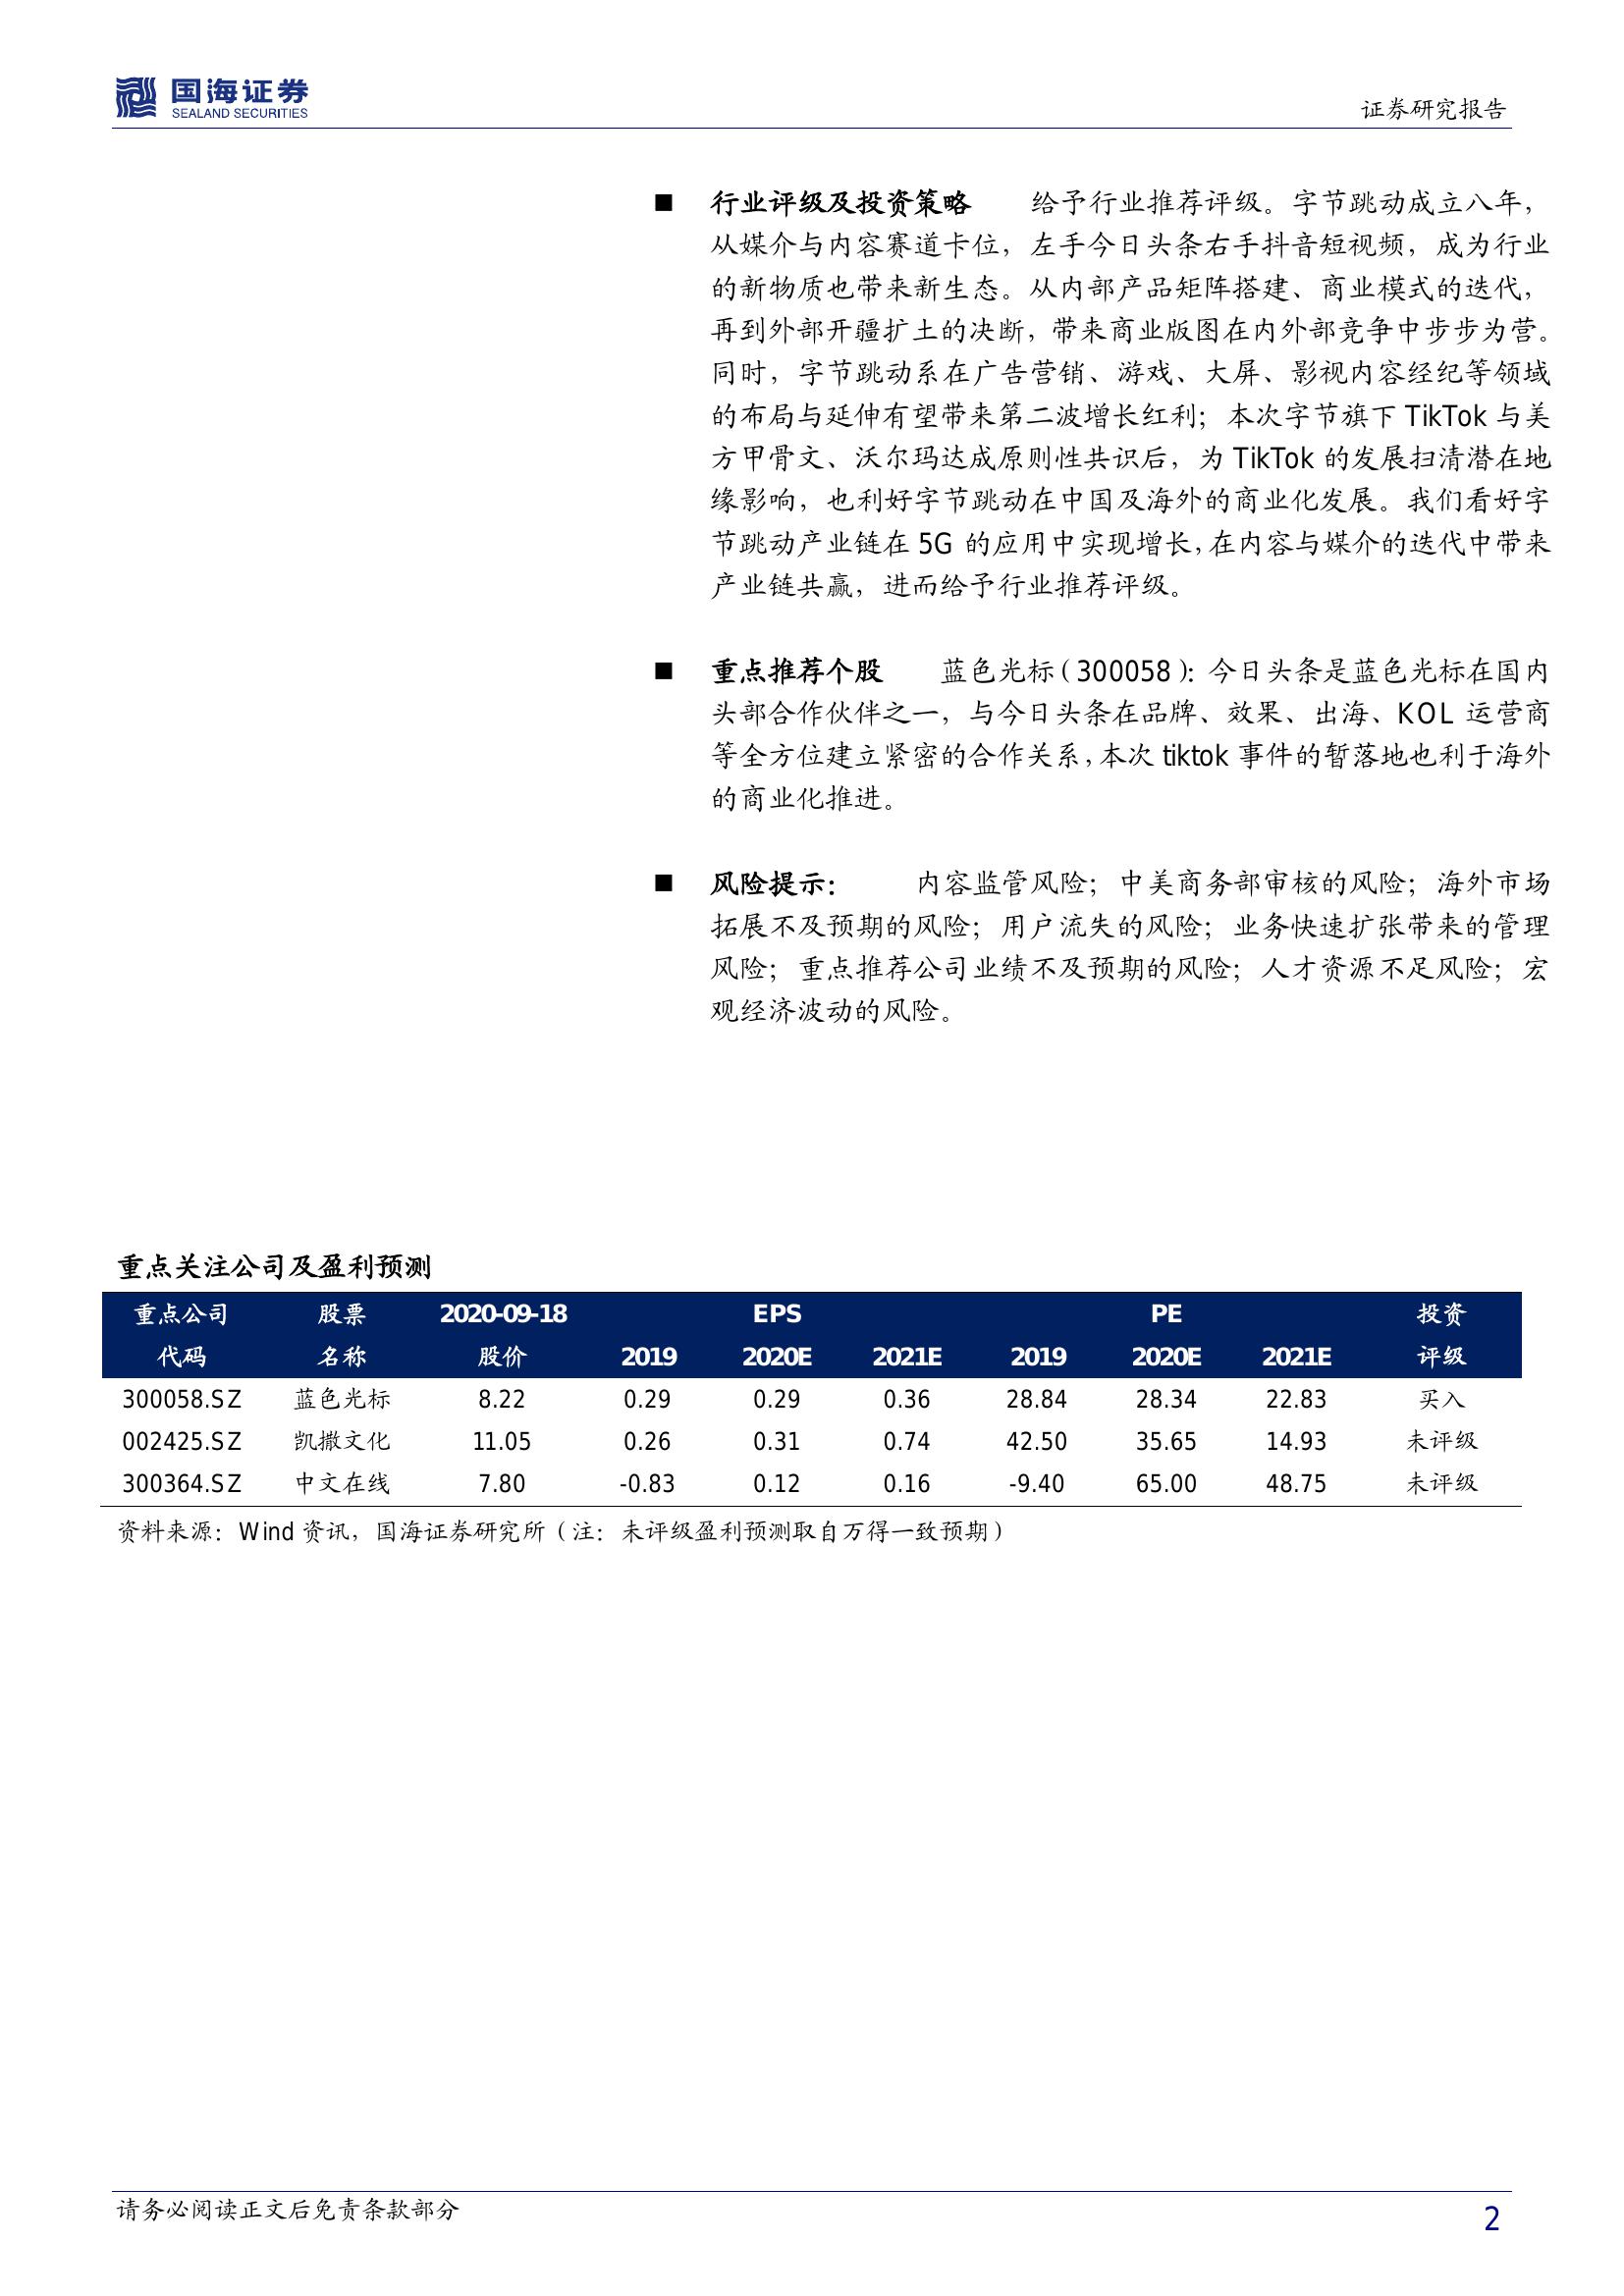 国海证券
SEALAND SECURITIES
证券研究报告
■ 行业评级及投资策略 给予行业推荐评级。字节跳动成立八年，
从媒介与内容赛道卡位，左手今日头条右手抖音短视频，成为行业
的新物质也带来新生态。从内部产品矩阵搭建、商业模式的迭代，
再到外部开疆扩土的决断，带来商业版图在内外部竞争中步步为营。
同时，字节跳动系在广告营销、游戏、大屏、影视内容经纪等领域
的布局与延伸有望带来第二波增长红利；本次字节旗下 TikTok 与美
方甲骨文、沃尔玛达成原则性共识后，为 TikTok 的发展扫清潜在地
缘影响，也利好字节跳动在中国及海外的商业化发展。我们看好字
节跳动产业链在 5G 的应用中实现增长，在内容与媒介的迭代中带来
产业链共赢，进而给予行业推荐评级。
■ 重点推荐个股 蓝色光标（300058）：今日头条是蓝色光标在国内
头部合作伙伴之一，与今日头条在品牌、效果、出海、KOL 运营商
等全方位建立紧密的合作关系，本次 tiktok 事件的暂落地也利于海外
的商业化推进。
■ 风险提示： 内容监管风险；中美商务部审核的风险；海外市场
拓展不及预期的风险；用户流失的风险；业务快速扩张带来的管理
风险；重点推荐公司业绩不及预期的风险；人才资源不足风险；宏
观经济波动的风险。
重点关注公司及盈利预测
重点公司 股票 2020-09-18 EPS PE 投资
代码 名称 股价 2019 2020E 2021E 2019 2020E 2021E 评级
300058.SZ 蓝色光标 8.22 0.29 0.29 0.36 28.84 28.34 22.83 买入
002425.SZ 凯撒文化 11.05 0.26 0.31 0.74 42.50 35.65 14.93 未评级
300364.SZ 中文在线 7.80 -0.83 0.12 0.16 -9.40 65.00 48.75 未评级
资料来源：Wind 资讯，国海证券研究所（注：未评级盈利预测取自万得一致预期）
请务必阅读正文后免责条款部分
2